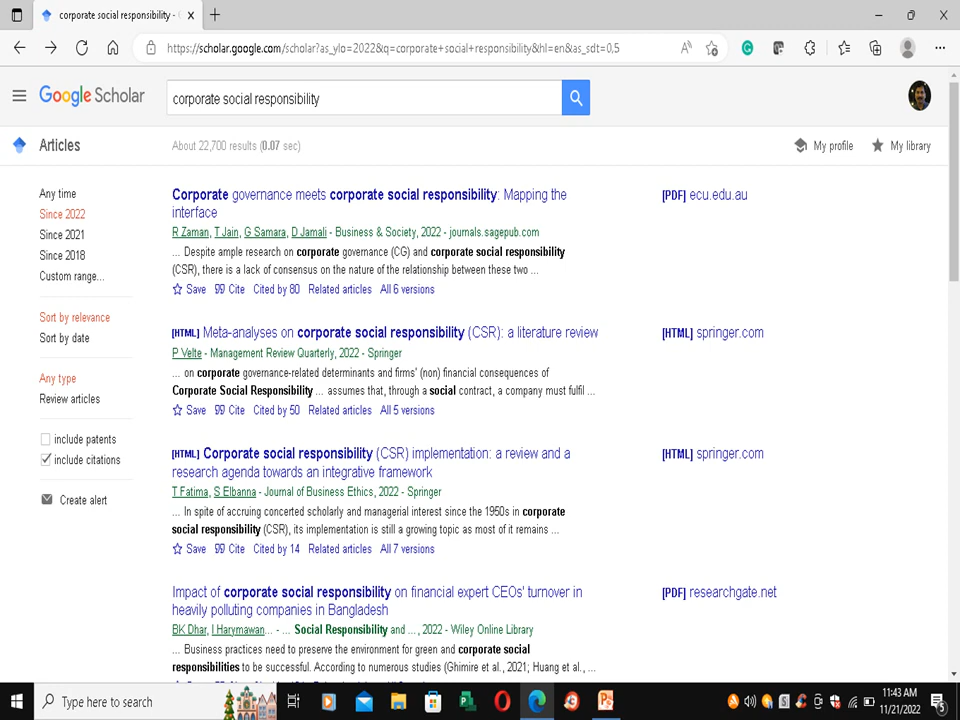 corporate social responsibility -
https://scholar.google.com/scholar?as_ylo=2022&q=corporate+social+responsibility&hl=en&as_sdt=0,5
Google Scholar
corporate social responsibility
Articles
About 22,700 results (0.07 sec)
My profile
My library
Any time
Since 2022
Since 2021
Since 2018
Custom range...
Sort by relevance
Sort by date
Any type
Review articles
include patents
include citations
Create alert
Corporate governance meets corporate social responsibility: Mapping the
interface
R Zaman, T Jain, G Samara, D Jamali - Business & Society, 2022 - journals.sagepub.com
... Despite ample research on corporate governance (CG) and corporate social responsibility
(CSR), there is a lack of consensus on the nature of the relationship between these two ...
Save Cite Cited by 80 Related articles All 6 versions
[PDF] ecu.edu.au
[HTML] Meta-analyses on corporate social responsibility (CSR): a literature review
P Velte - Management Review Quarterly, 2022 - Springer
... on corporate governance-related determinants and firms' (non) financial consequences of
Corporate Social Responsibility ... assumes that, through a social contract, a company must fulfil ...
Save Cite Cited by 50 Related articles All 5 versions
[HTML] springer.com
[HTML] Corporate social responsibility (CSR) implementation: a review and a
research agenda towards an integrative framework
T Fatima, S Elbanna - Journal of Business Ethics, 2022 - Springer
... In spite of accruing concerted scholarly and managerial interest since the 1950s in corporate
social responsibility (CSR), its implementation is still a growing topic as most of it remains ...
Save Cite Cited by 14 Related articles All 7 versions
[HTML] springer.com
Impact of corporate social responsibility on financial expert CEOs' turnover in
heavily polluting companies in Bangladesh
BK Dhar, I Harymawan... - ... Social Responsibility and ..., 2022 - Wiley Online Library
... Business practices need to preserve the environment for green and corporate social
responsibilities to be successful. According to numerous studies (Ghimire et al., 2021; Huang et al., ...
[PDF] researchgate.net
Type here to search
11:43 AM
11/21/2022
5